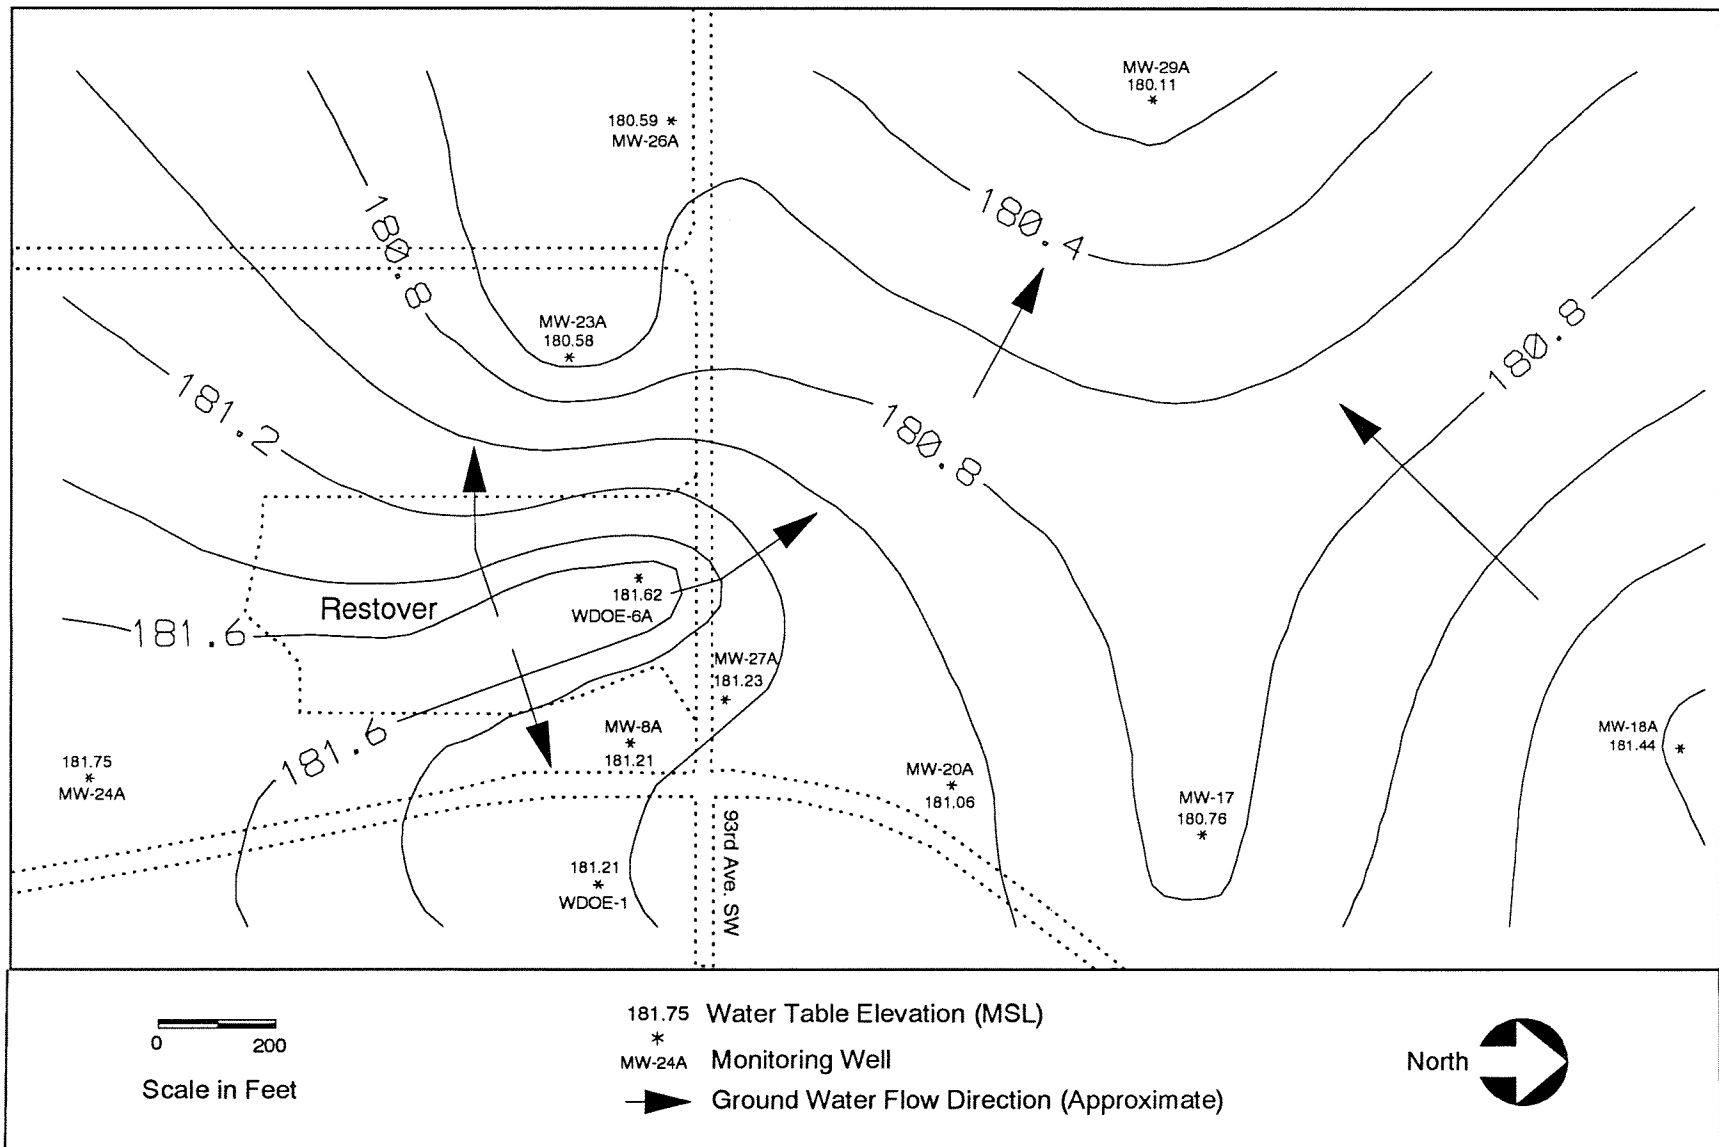 MW-29A
180.11
180.59
MW-26A
180.8
180.4
MW-23A
180.58
180.8
181.2
180.8
Restover
181.62
WDOE-6A
181.6
MW-27A
181.23
181.6
MW-8A
181.21
MW-18A
181.44
181.75
MW-24A
MW-20A
181.06
MW-17
180.76
93rd Ave. SW
181.21
WDOE-1
0 200
Scale in Feet
181.75 Water Table Elevation (MSL)
MW-24A Monitoring Well
Ground Water Flow Direction (Approximate)
North